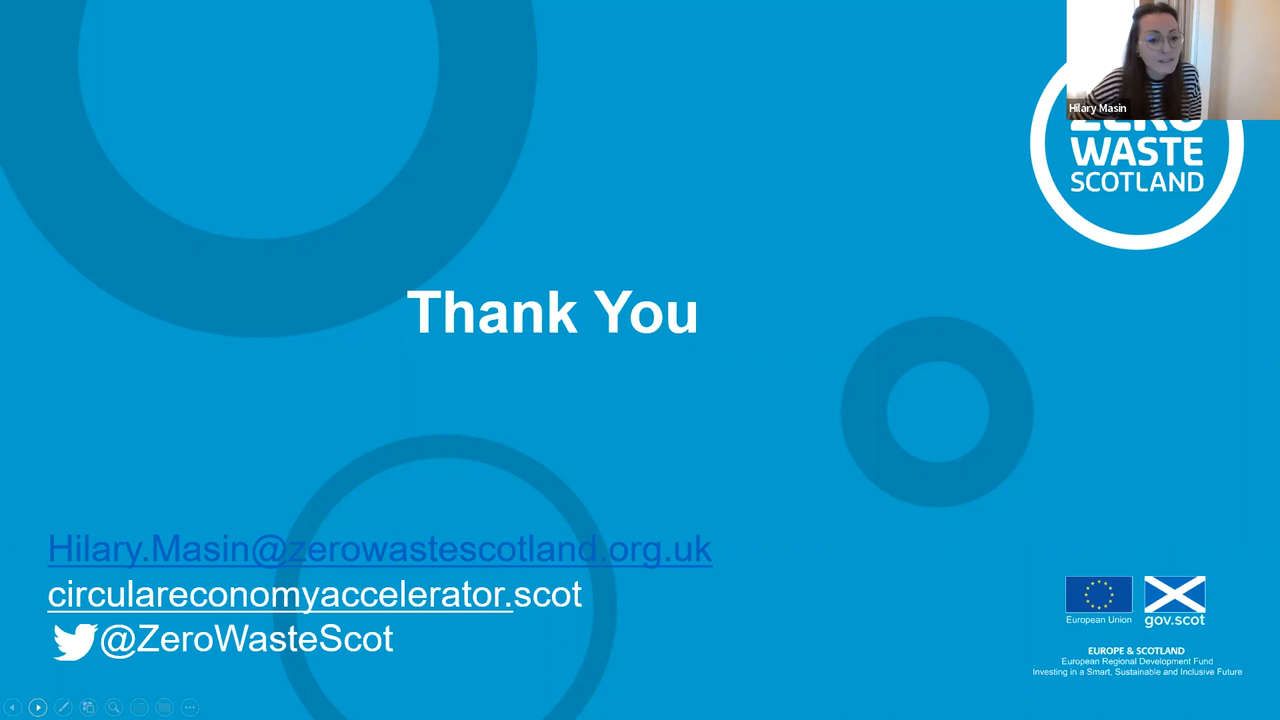 Hilary Masin
ZERO
WASTE
SCOTLAND
Thank You
Hilary.Masin@zerowastescotland.org.uk
circulareconomyaccelerator.scot
@ZeroWasteScot
European Union
gov.scot
EUROPE & SCOTLAND
European Regional Development Fund
Investing in a Smart, Sustainable and Inclusive Future